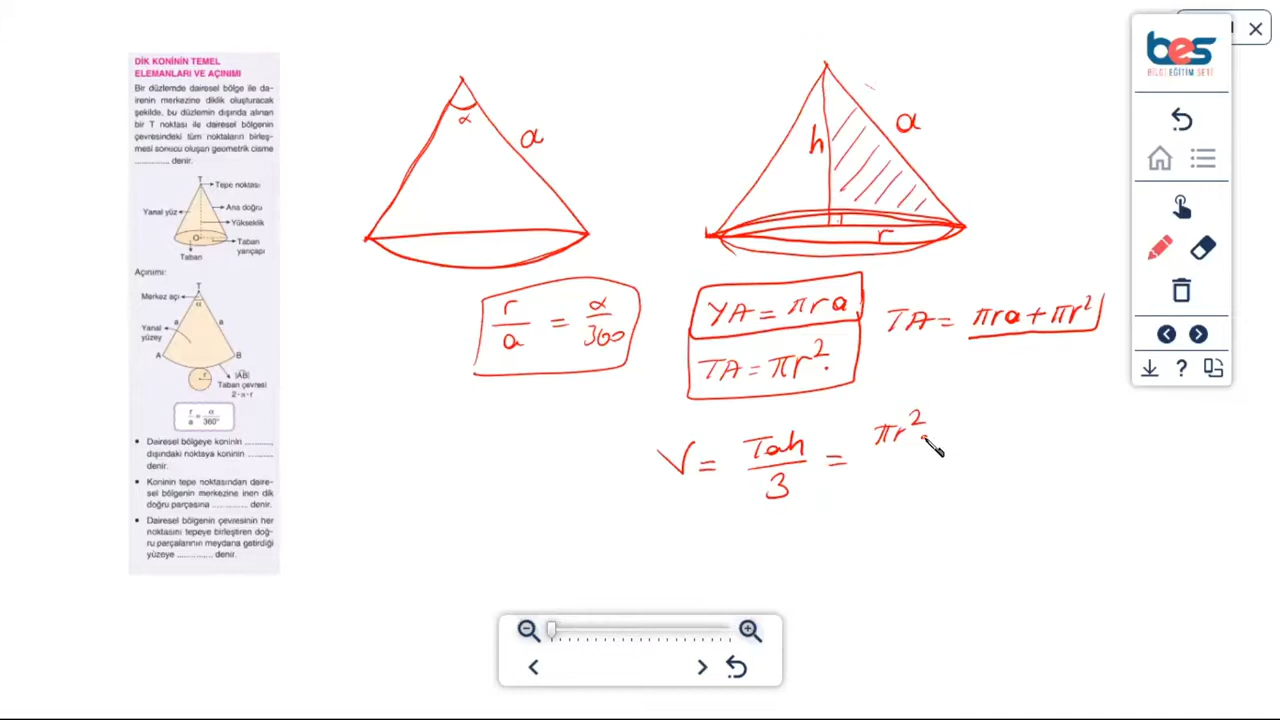 DİK KONİNİN TEMEL
ELEMANLARI VE AÇINIMI
Bir düzlemde dairesel bölge ile da-
irenin merkezine diklik oluşturacak
şekilde, bu düzlemin dışında alınan
bir T noktası ile dairesel bölgenin
çevresindeki tüm noktaların birleş-
mesi sonucu oluşan geometrik cisme
.............. denir.
T
Tepe noktası
Yanal yüz
Ana doğru
Yükseklik
O
Taban
yarıçapı
Taban
Açınımı:
T
Merkez açı
α
Yanal
yüzey
a
a
A
B
r
|AB|
Taban çevresi
2·π·r
r/a = α/360°
• Dairesel bölgeye koninin ..........,
dışındaki noktaya koninin .........
denir.
• Koninin tepe noktasından daire-
sel bölgenin merkezine inen dik
doğru parçasına .............. denir.
• Dairesel bölgenin çevresinin her
noktasını tepeye birleştiren doğ-
ru parçalarının meydana getirdiği
yüzeye .............. denir.
α
a
h
a
r
r/a = α/360
YA = πra
TA = πr².
TA = πra + πr²
V = Tah/3 = πr².
bes
BİLGİ EĞİTİM SETİ